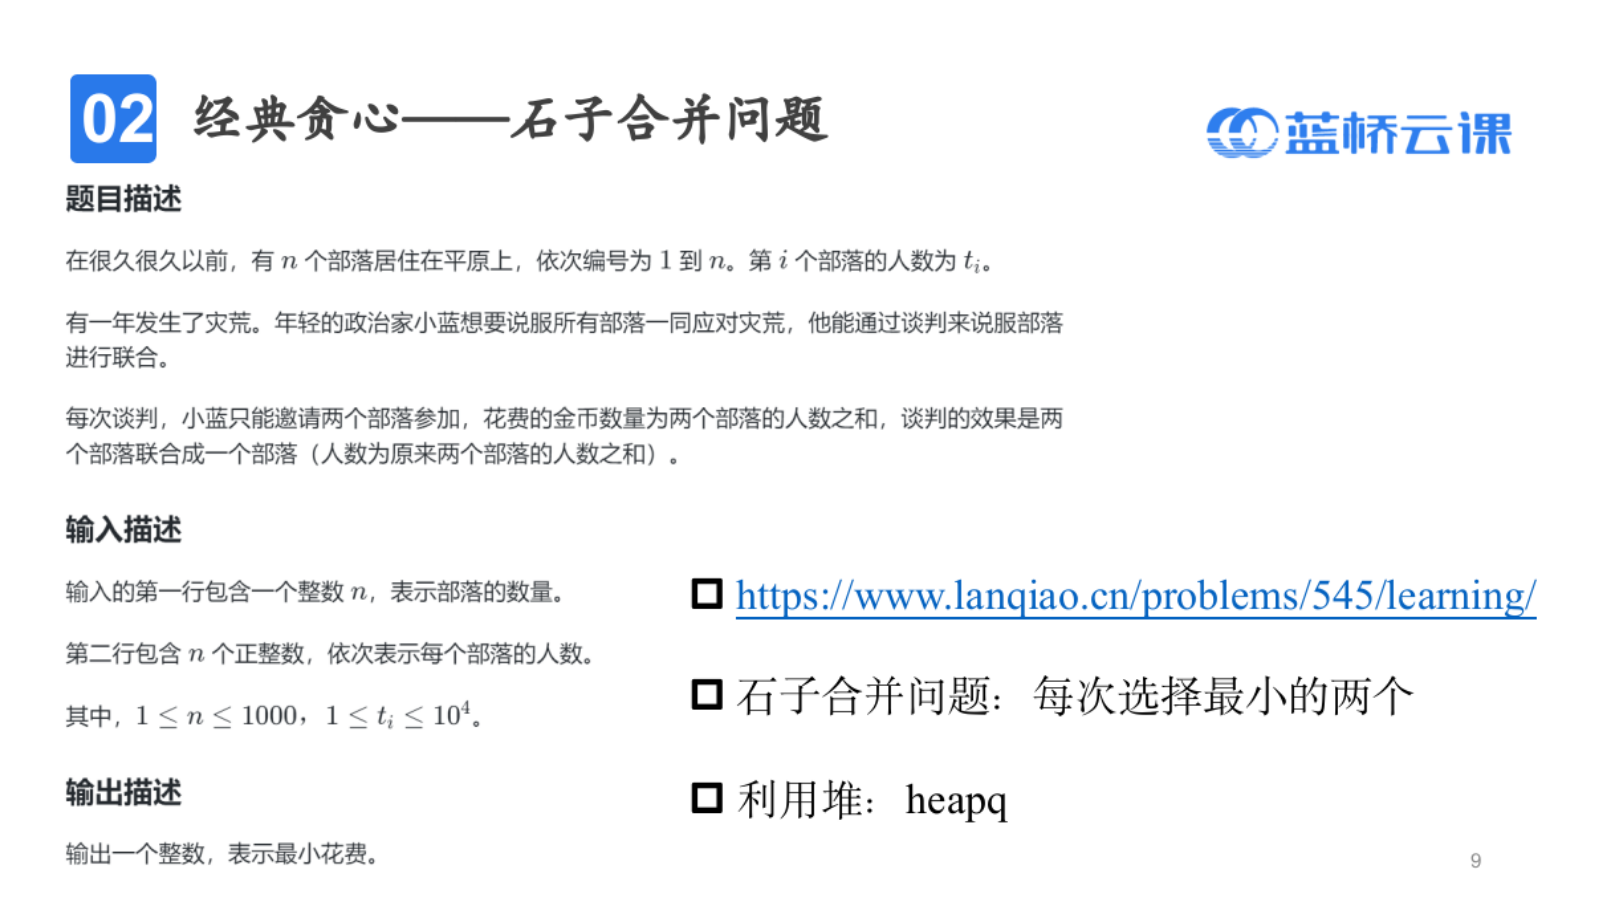 02 经典贪心——石子合并问题
蓝桥云课
题目描述
在很久很久以前，有 n 个部落居住在平原上，依次编号为 1 到 n。第 i 个部落的人数为 tᵢ。
有一年发生了灾荒。年轻的政治家小蓝想要说服所有部落一同应对灾荒，他能通过谈判来说服部落
进行联合。
每次谈判，小蓝只能邀请两个部落参加，花费的金币数量为两个部落的人数之和，谈判的效果是两
个部落联合成一个部落（人数为原来两个部落的人数之和）。
输入描述
输入的第一行包含一个整数 n，表示部落的数量。
第二行包含 n 个正整数，依次表示每个部落的人数。
其中，1 ≤ n ≤ 1000，1 ≤ tᵢ ≤ 10⁴。
输出描述
输出一个整数，表示最小花费。
https://www.lanqiao.cn/problems/545/learning/
石子合并问题：每次选择最小的两个
利用堆：heapq
9